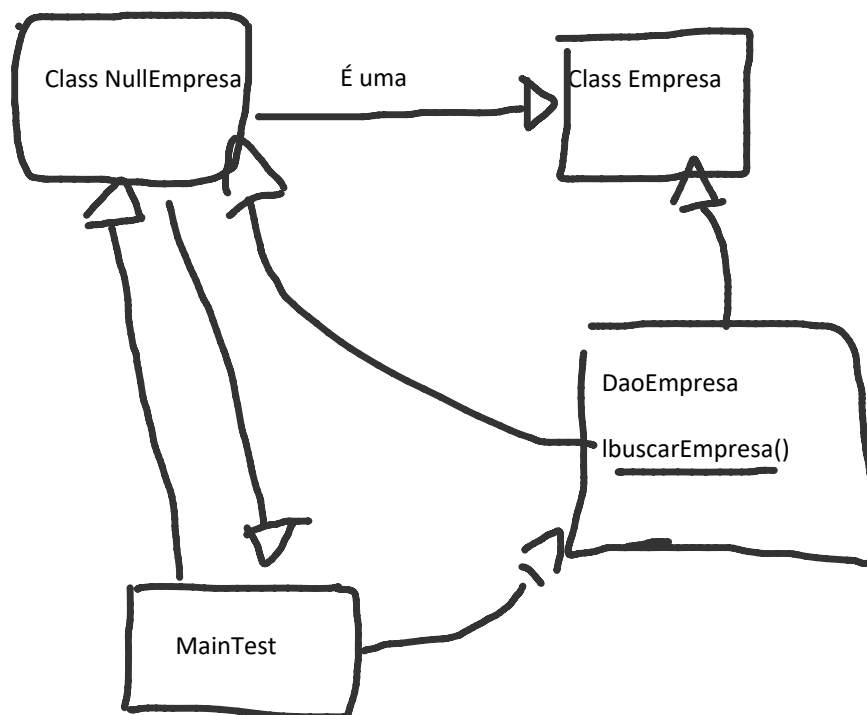 Class NullEmpresa
É uma
Class Empresa
DaoEmpresa
lbuscarEmpresa()
MainTest